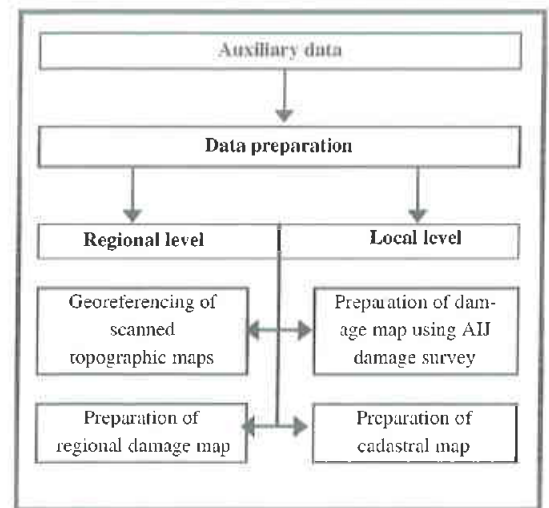 Auxiliary data
Data preparation
Regional level
Local level
Georeferencing of
scanned
topographic maps
Preparation of dam-
age map using AIJ
damage survey
Preparation of
regional damage map
Preparation of
cadastral map